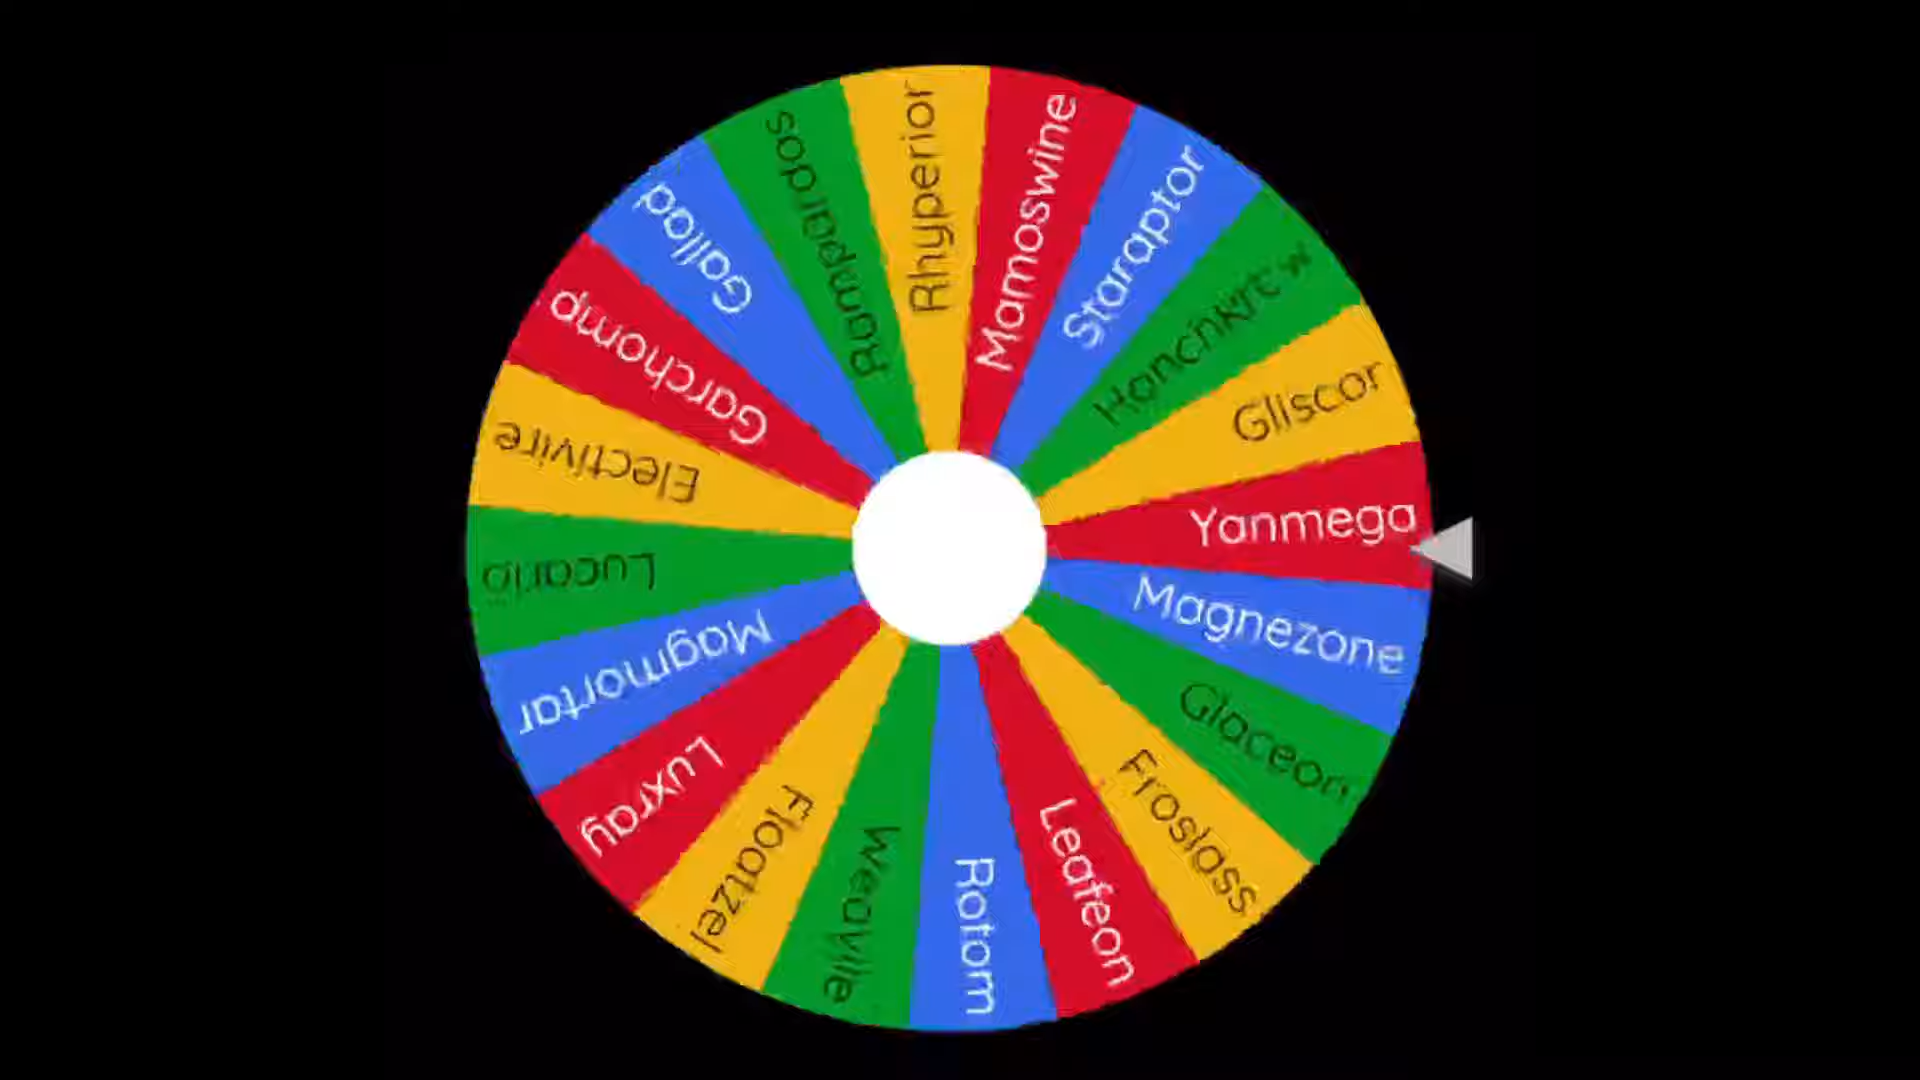 Rhyperior
Mamoswine
Staraptor
Honchkrow
Gliscor
Yanmega
Magnezone
Glaceon
Froslass
Leafeon
Rotom
Weavile
Floatzel
Luxray
Magmortar
Lucario
Electivire
Garchomp
Gallad
Rampardos